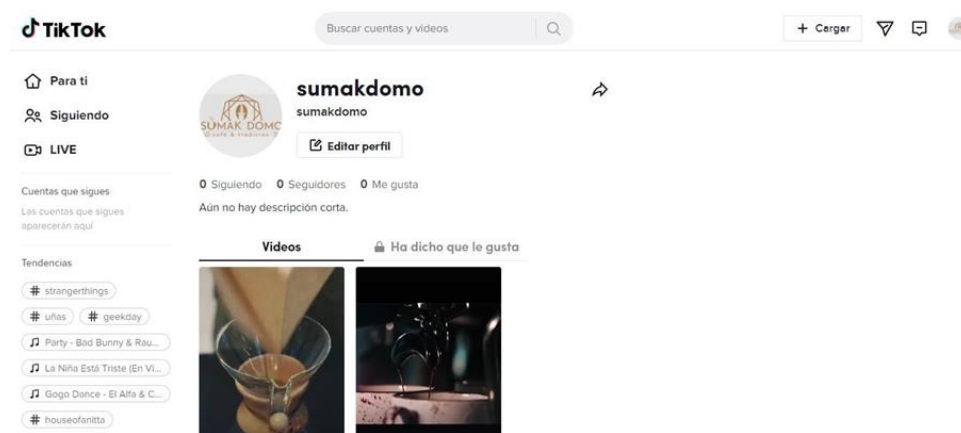 TikTok
Buscar cuentas y videos
+ Cargar
Para ti
Siguiendo
LIVE
Cuentas que sigues
Las cuentas que sigues
aparecerán aquí
Tendencias
# strangerthings
# uñas # geekday
Party - Bad Bunny & Rau...
La Niña Está Triste (En Vi...
Gogo Dance - El Alfa & C...
# houseofanitta
SUMAK DOMO
café & tradición
sumakdomo
sumakdomo
Editar perfil
0 Siguiendo 0 Seguidores 0 Me gusta
Aún no hay descripción corta.
Videos Ha dicho que le gusta